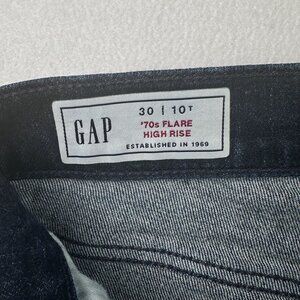 GAP
30 | 10T
'70s FLARE
HIGH RISE
ESTABLISHED IN 1969